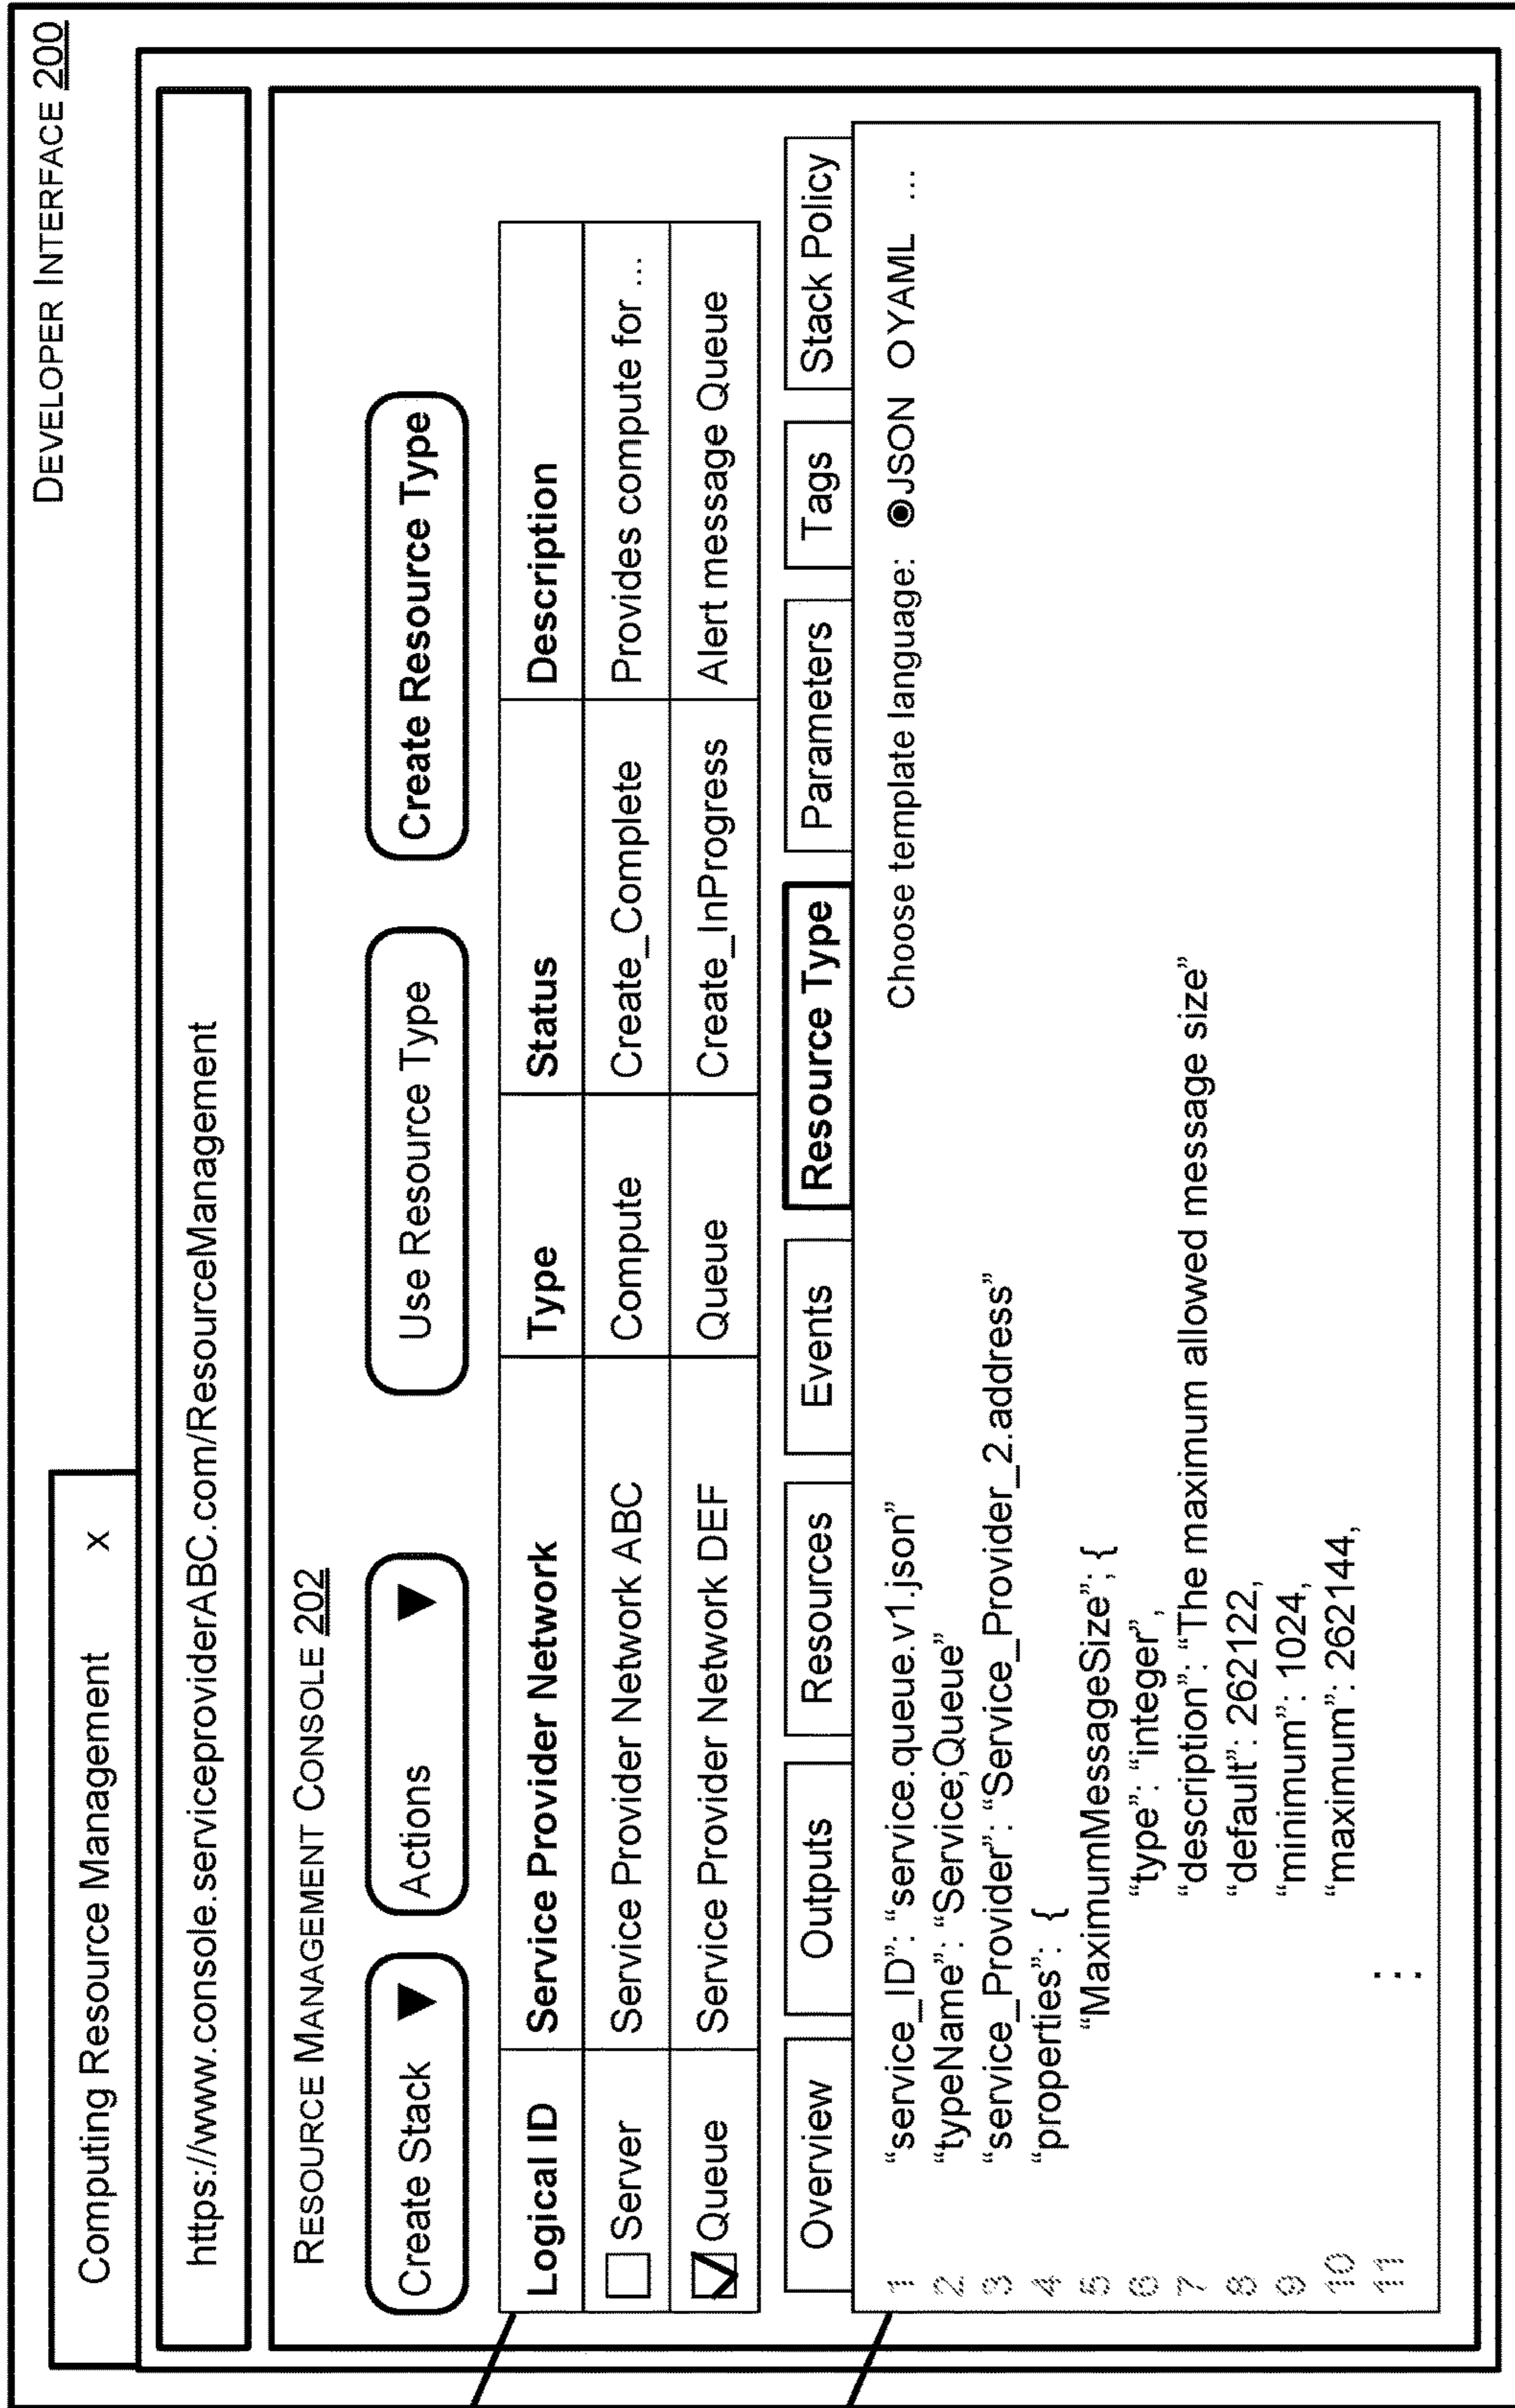 DEVELOPER INTERFACE 200
Computing Resource Management x
https://www.console.serviceproviderABC.com/ResourceManagement
RESOURCE MANAGEMENT CONSOLE 202
Create Stack ▼ Actions ▼ Use Resource Type Create Resource Type
Logical ID Service Provider Network Type Status Description
Server Service Provider Network ABC Compute Create_Complete Provides compute for ...
Queue Service Provider Network DEF Queue Create_InProgress Alert message Queue
Overview Outputs Resources Events Resource Type Parameters Tags Stack Policy
Choose template language: ◉JSON OYAML ...
1 “service_ID”: “service.queue.v1.json”
2 “typeName”: “Service;Queue”
3 “service_Provider”: “Service_Provider_2.address”
4 “properties”: {
5 “MaximumMessageSize”; {
6 “type”: “integer”,
7 “description”: “The maximum allowed message size”
8 “default”: 262122,
9 “minimum”: 1024,
10 “maximum”: 262144,
11 ⋮